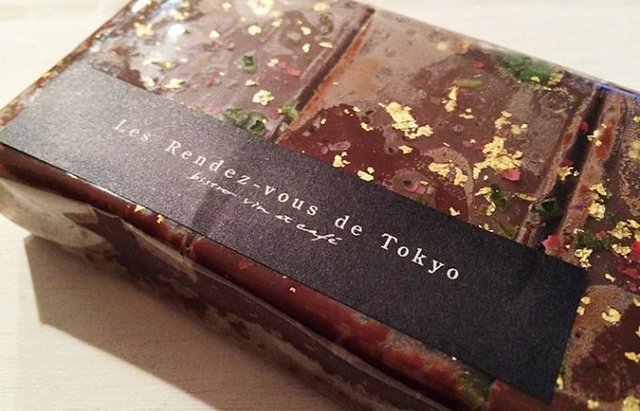 Les Rendez-vous de Tokyo
bistro vin et café